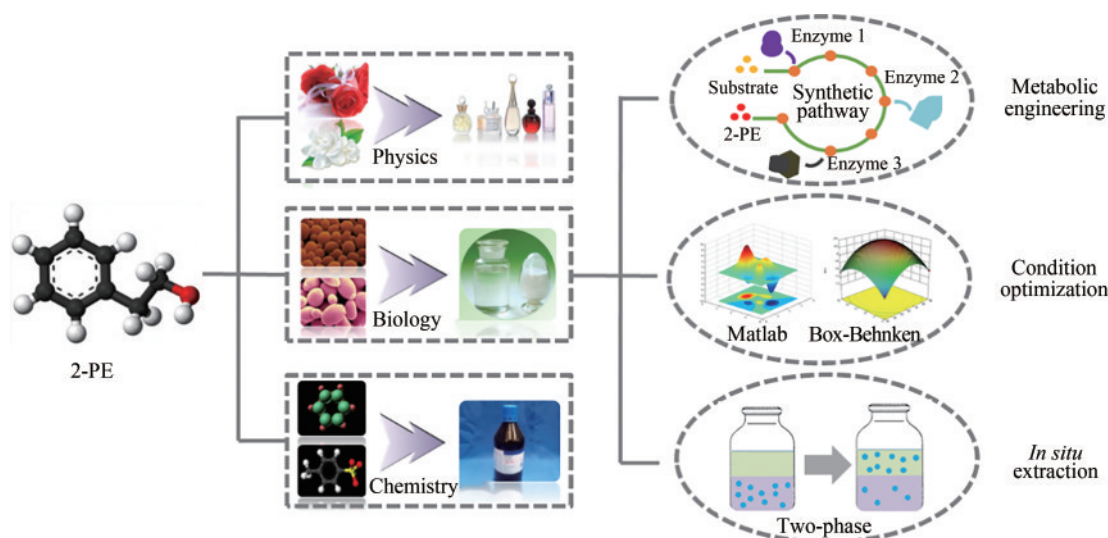 2-PE
Physics
Biology
Chemistry
Enzyme 1
Enzyme 2
Substrate
Synthetic
pathway
2-PE
Enzyme 3
Metabolic
engineering
Matlab
Box-Behnken
Condition
optimization
Two-phase
In situ
extraction